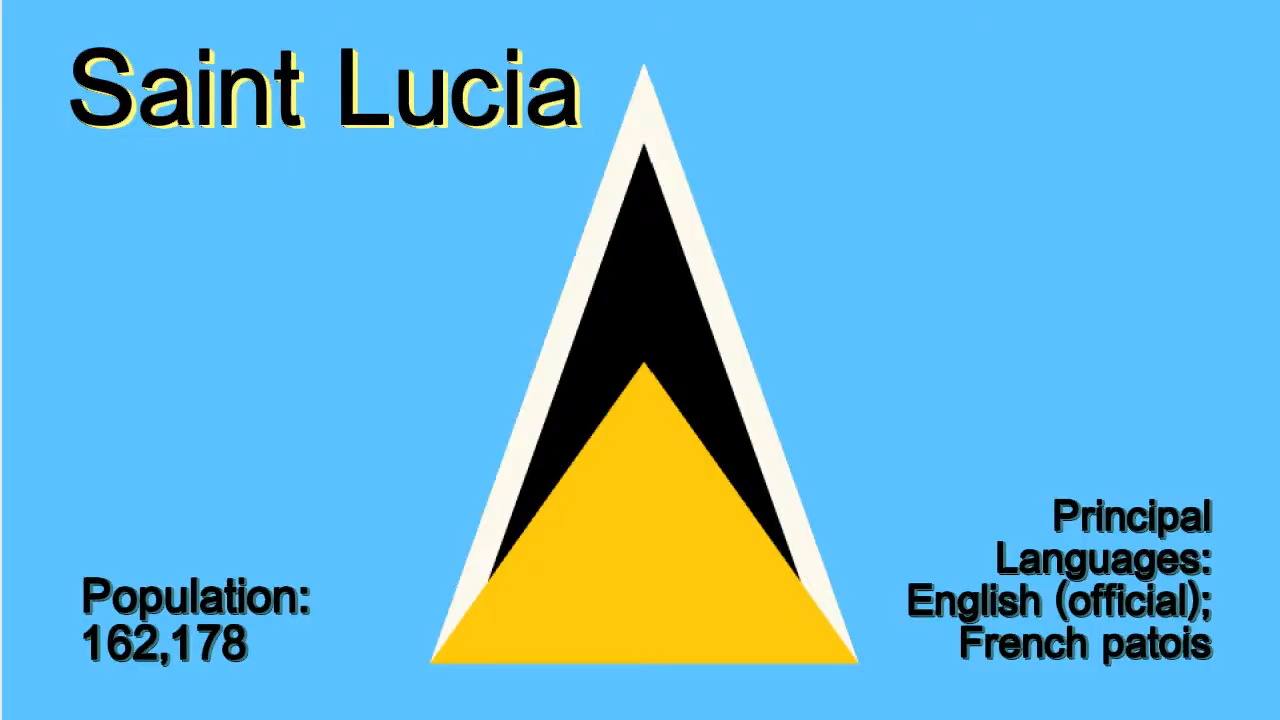 Saint Lucia
Population:
162,178
Principal
Languages:
English (official);
French patois